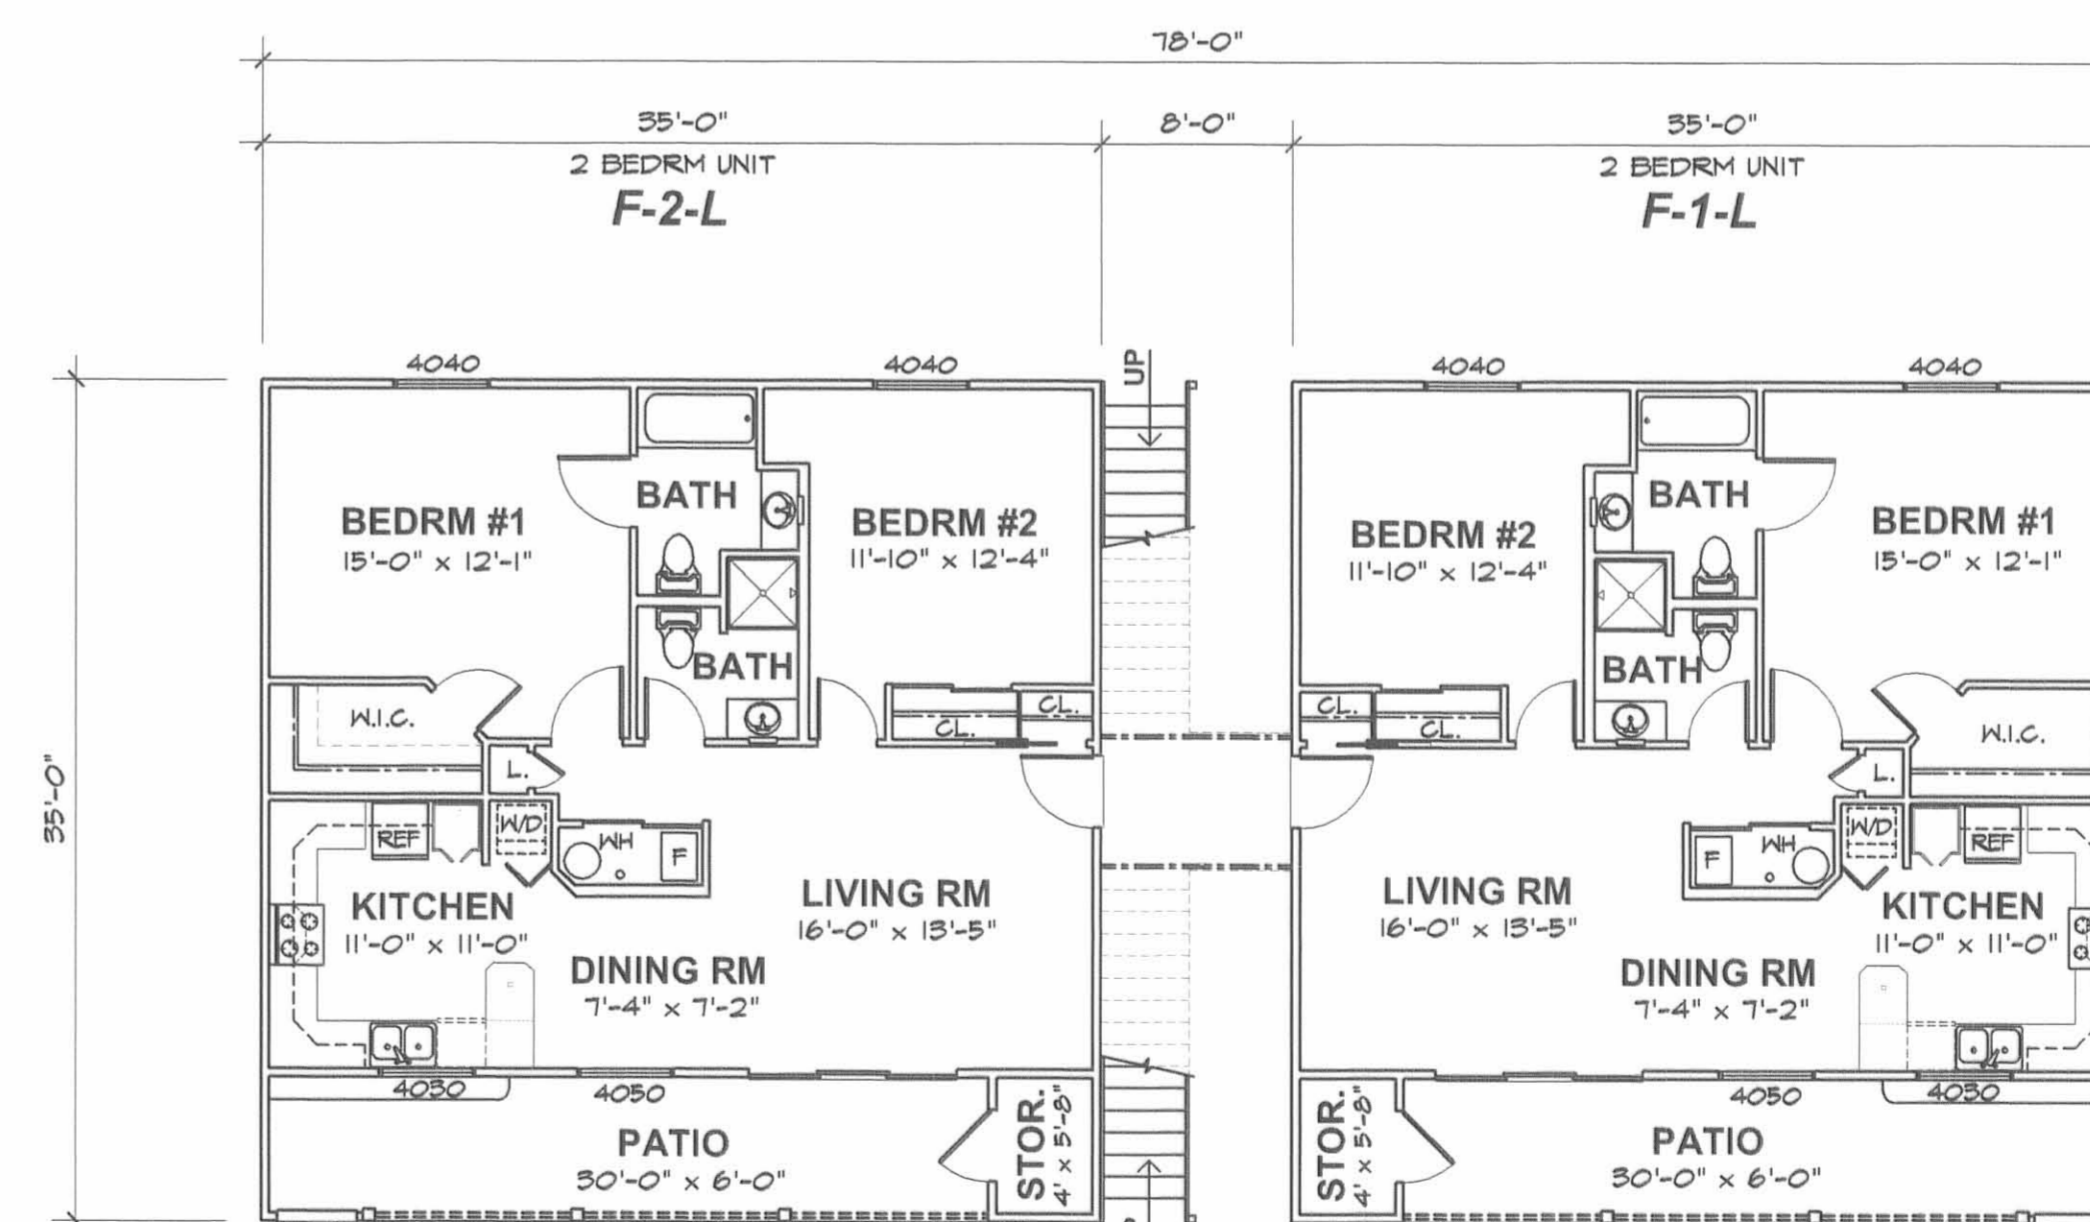 78'-0"
35'-0"
8'-0"
35'-0"
2 BEDRM UNIT
F-2-L
2 BEDRM UNIT
F-1-L
4040
4040
UP
4040
4040
BEDRM #1
15'-0" x 12'-1"
BATH
BEDRM #2
11'-10" x 12'-4"
BEDRM #2
11'-10" x 12'-4"
BATH
BEDRM #1
15'-0" x 12'-1"
BATH
BATH
W.I.C.
CL.
CL.
CL.
CL.
W.I.C.
L.
L.
35'-0"
REF
W/D
WH
F
F
WH
W/D
REF
KITCHEN
11'-0" x 11'-0"
LIVING RM
16'-0" x 13'-5"
LIVING RM
16'-0" x 13'-5"
KITCHEN
11'-0" x 11'-0"
DINING RM
7'-4" x 7'-2"
DINING RM
7'-4" x 7'-2"
4030
4050
4050
4030
PATIO
30'-0" x 6'-0"
STOR.
4' x 5'-8"
STOR.
4' x 5'-8"
PATIO
30'-0" x 6'-0"